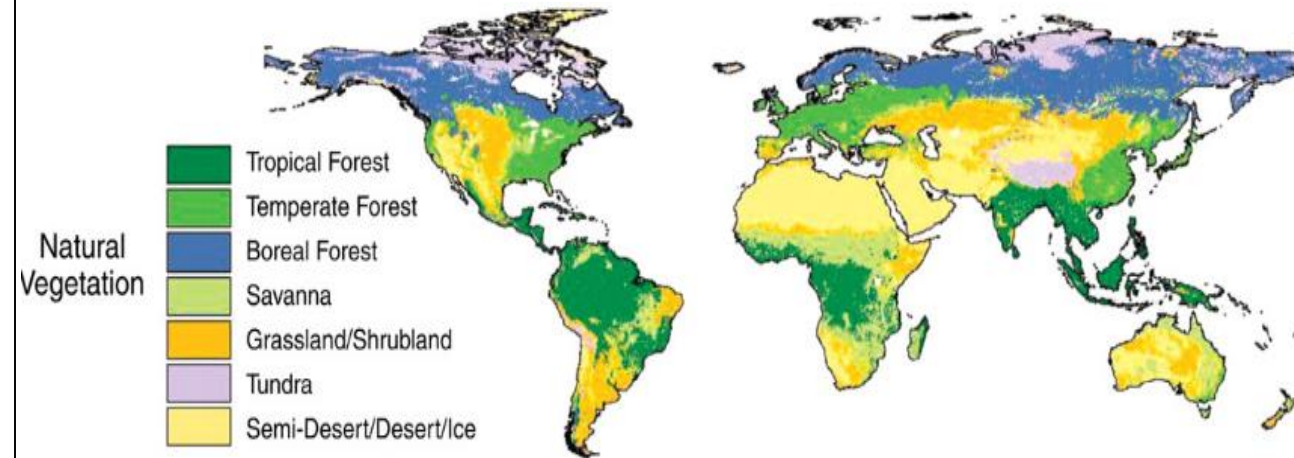 Natural
Vegetation
Tropical Forest
Temperate Forest
Boreal Forest
Savanna
Grassland/Shrubland
Tundra
Semi-Desert/Desert/Ice